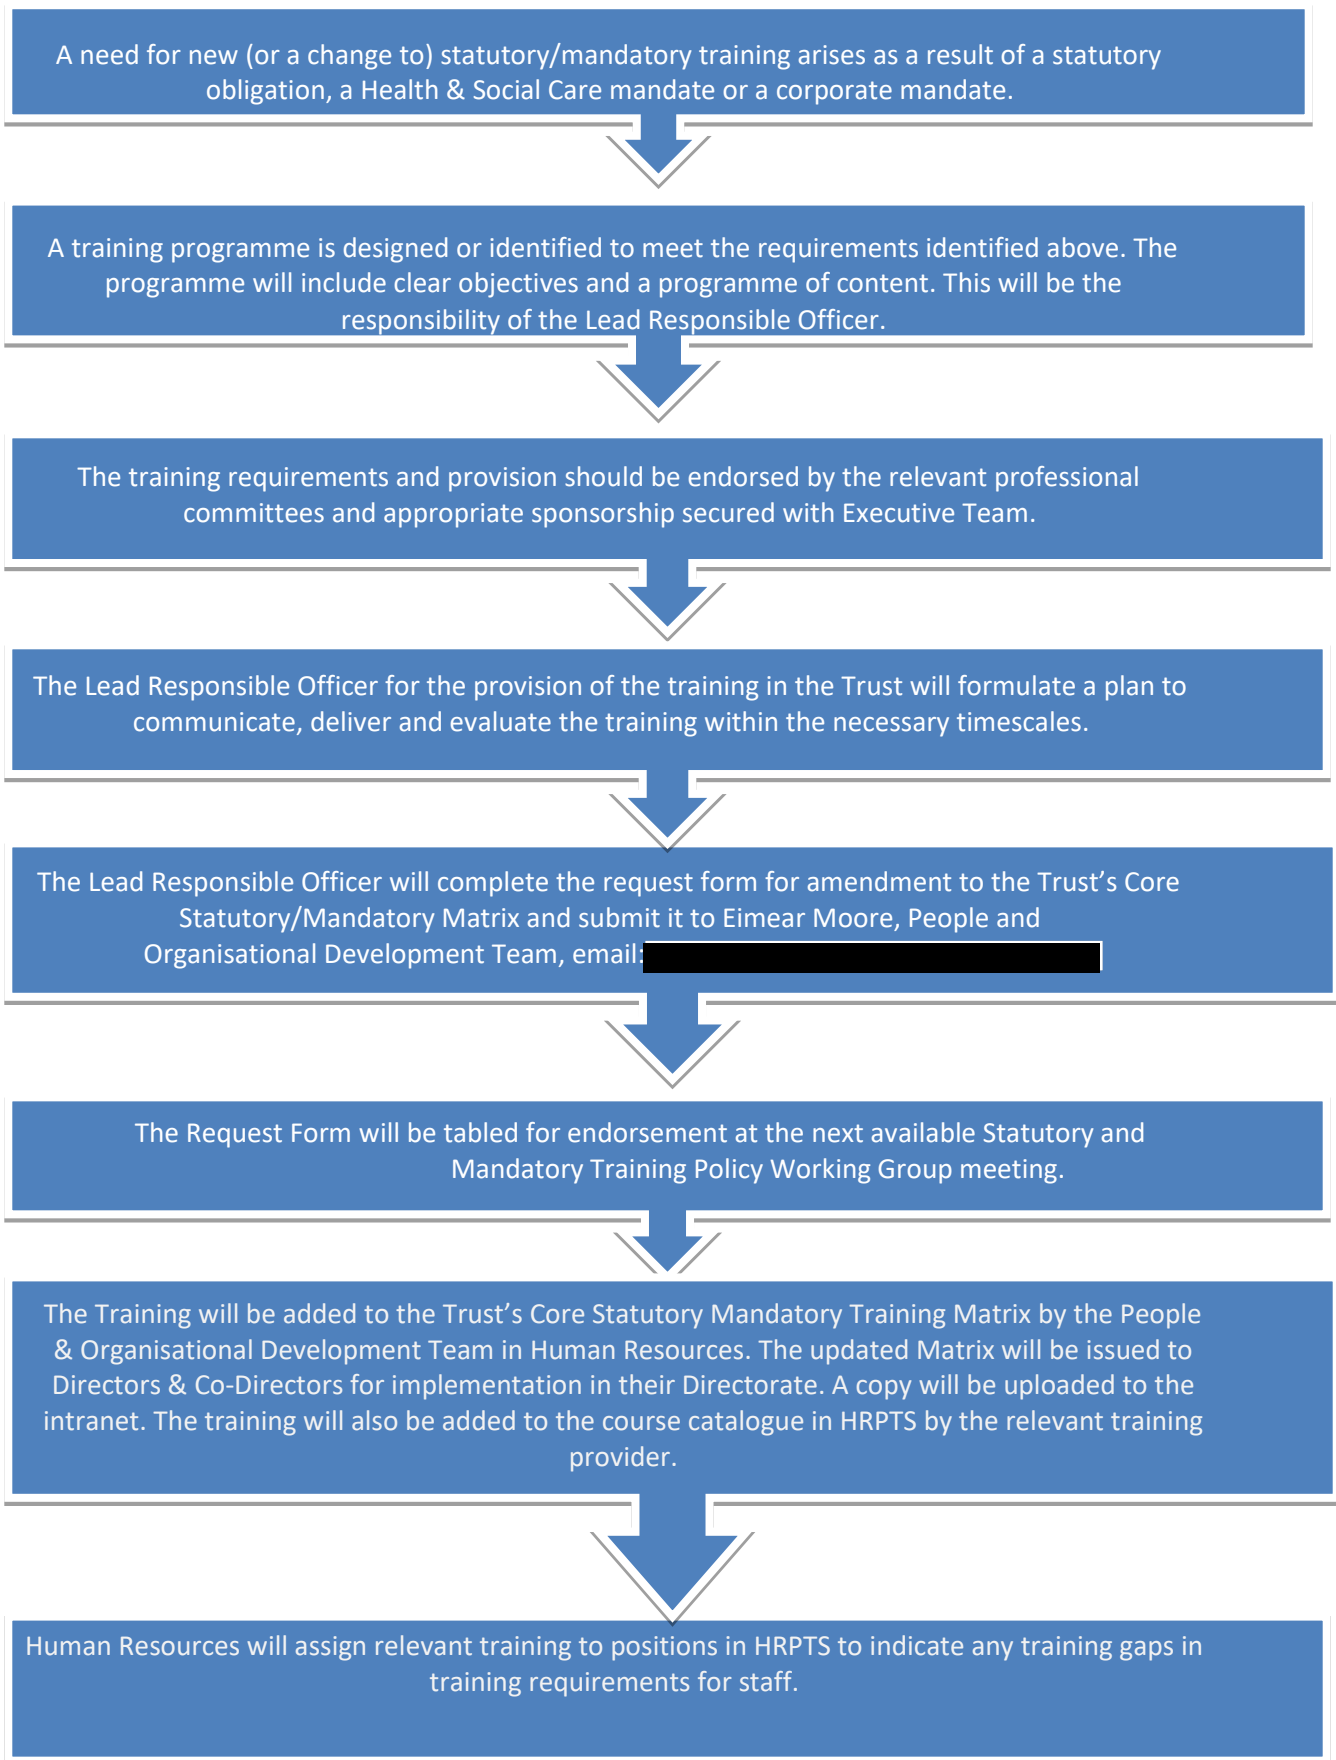 A need for new (or a change to) statutory/mandatory training arises as a result of a statutory
obligation, a Health & Social Care mandate or a corporate mandate.
A training programme is designed or identified to meet the requirements identified above. The
programme will include clear objectives and a programme of content. This will be the
responsibility of the Lead Responsible Officer.
The training requirements and provision should be endorsed by the relevant professional
committees and appropriate sponsorship secured with Executive Team.
The Lead Responsible Officer for the provision of the training in the Trust will formulate a plan to
communicate, deliver and evaluate the training within the necessary timescales.
The Lead Responsible Officer will complete the request form for amendment to the Trust’s Core
Statutory/Mandatory Matrix and submit it to Eimear Moore, People and
Organisational Development Team, email:
The Request Form will be tabled for endorsement at the next available Statutory and
Mandatory Training Policy Working Group meeting.
The Training will be added to the Trust’s Core Statutory Mandatory Training Matrix by the People
& Organisational Development Team in Human Resources. The updated Matrix will be issued to
Directors & Co-Directors for implementation in their Directorate. A copy will be uploaded to the
intranet. The training will also be added to the course catalogue in HRPTS by the relevant training
provider.
Human Resources will assign relevant training to positions in HRPTS to indicate any training gaps in
training requirements for staff.